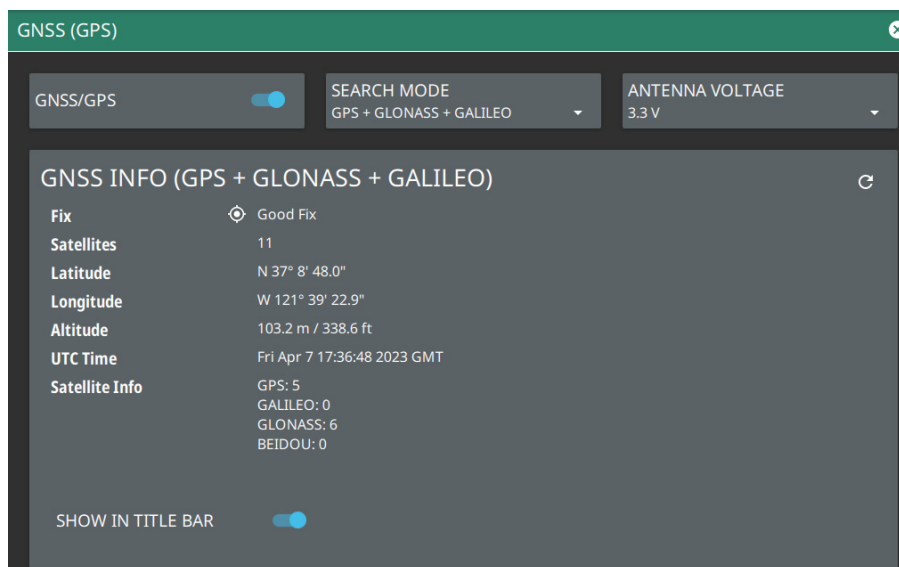 GNSS (GPS)
GNSS/GPS
SEARCH MODE
GPS + GLONASS + GALILEO
ANTENNA VOLTAGE
3.3 V
GNSS INFO (GPS + GLONASS + GALILEO)
Fix Good Fix
Satellites 11
Latitude N 37° 8' 48.0"
Longitude W 121° 39' 22.9"
Altitude 103.2 m / 338.6 ft
UTC Time Fri Apr 7 17:36:48 2023 GMT
Satellite Info GPS: 5
GALILEO: 0
GLONASS: 6
BEIDOU: 0
SHOW IN TITLE BAR